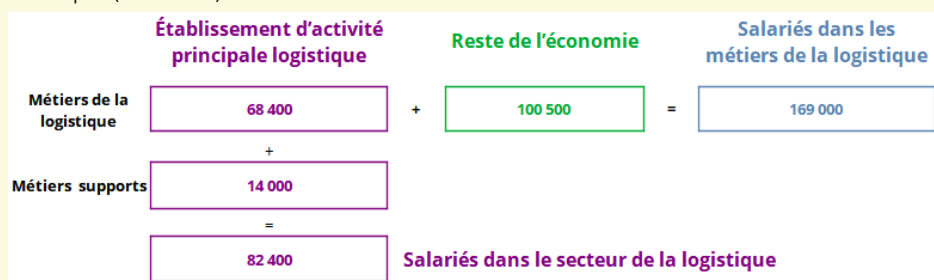 Établissement d’activité
principale logistique
Reste de l’économie
Salariés dans les
métiers de la logistique
Métiers de la
logistique
68 400
+
100 500
=
169 000
+
Métiers supports
14 000
=
82 400
Salariés dans le secteur de la logistique